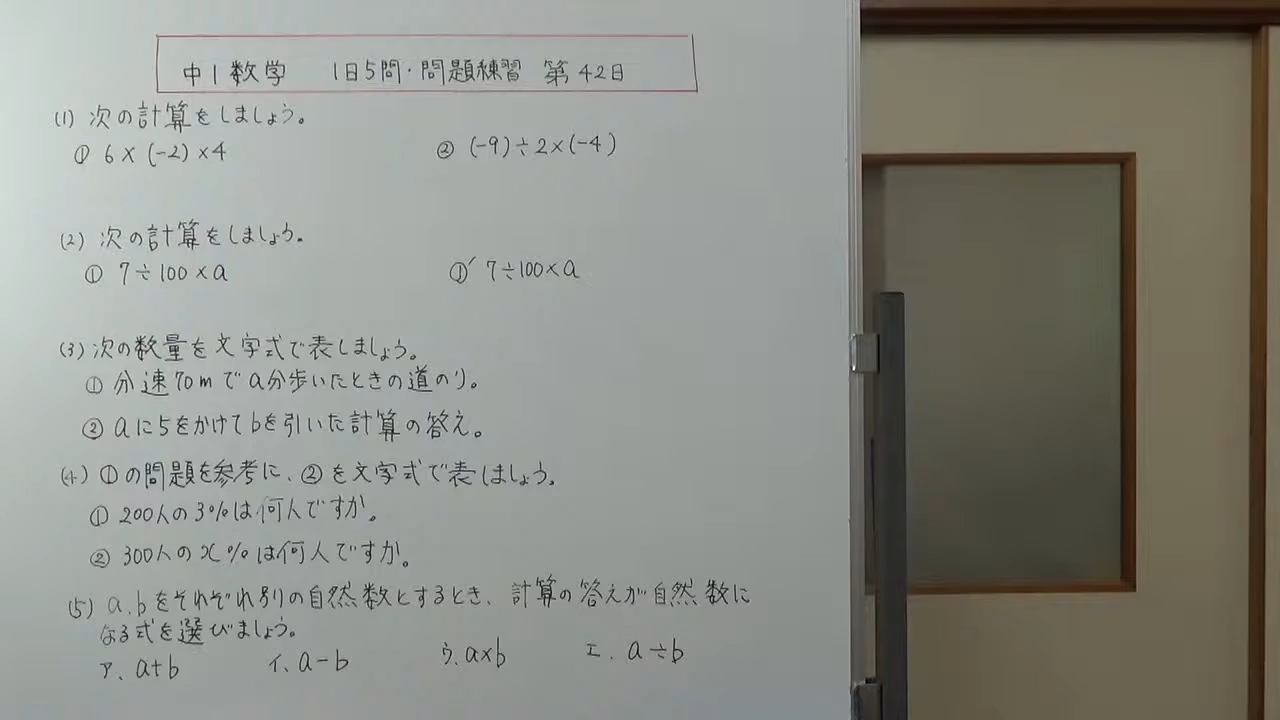 中1数学 1日5問・問題練習 第42日
(1) 次の計算をしましょう。
① 6×(-2)×4 ② (-9)÷2×(-4)
(2) 次の計算をしましょう。
① 7÷100×a ①′ 7÷100×a
(3) 次の数量を文字式で表しましょう。
① 分速70mでa分歩いたときの道のり。
② aに5をかけてbを引いた計算の答え。
(4) ①の問題を参考に、②を文字式で表しましょう。
① 200人の3%は何人ですか。
② 300人のx%は何人ですか。
(5) a.bをそれぞれ別の自然数とするとき、計算の答えが自然数に
なる式を選びましょう。
ア、a+b イ、a-b ウ、a×b エ、a÷b